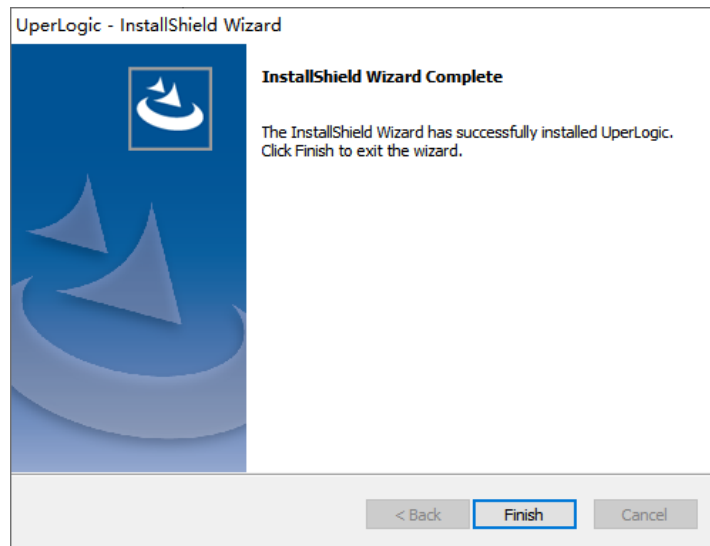 UperLogic - InstallShield Wizard
InstallShield Wizard Complete
The InstallShield Wizard has successfully installed UperLogic.
Click Finish to exit the wizard.
< Back
Finish
Cancel